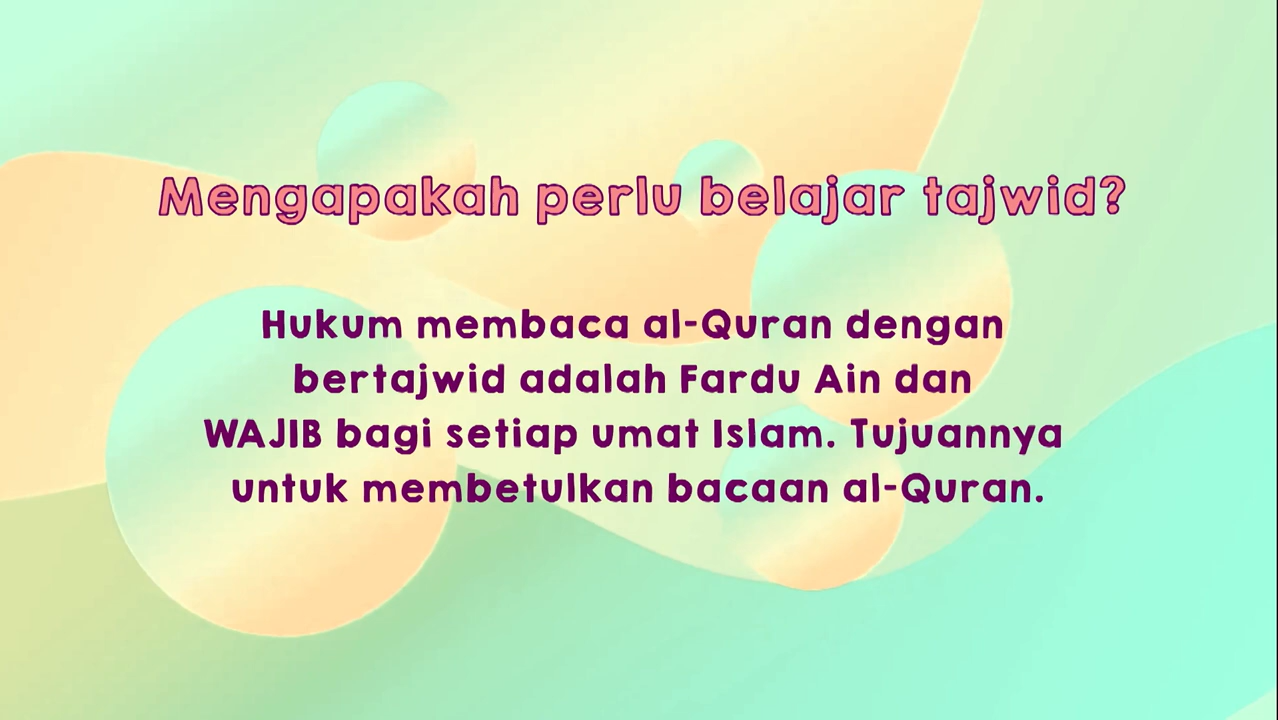 Mengapakah perlu belajar tajwid?
Hukum membaca al-Quran dengan
bertajwid adalah Fardu Ain dan
WAJIB bagi setiap umat Islam. Tujuannya
untuk membetulkan bacaan al-Quran.